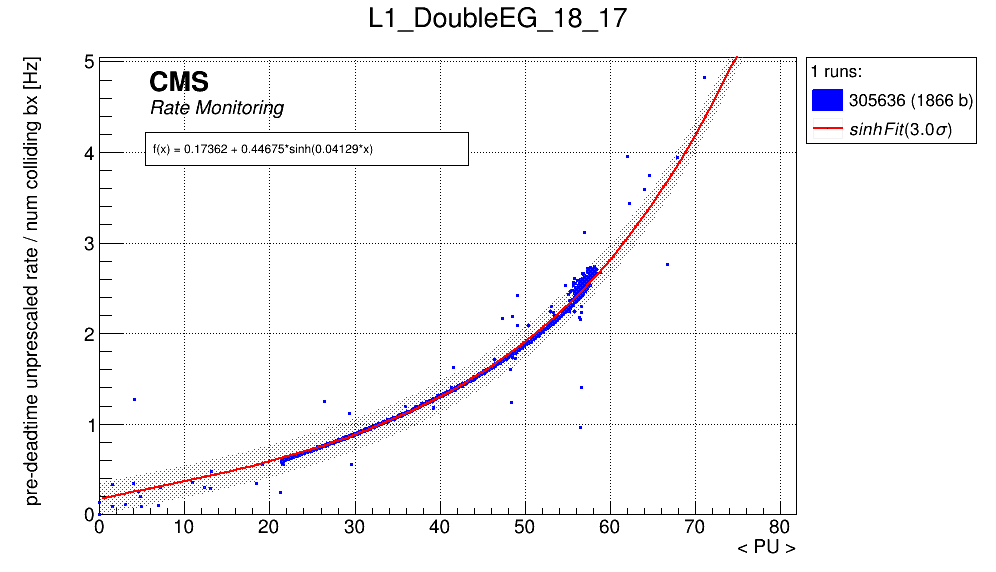 L1_DoubleEG_18_17
pre-deadtime unprescaled rate / num colliding bx [Hz]
CMS
Rate Monitoring
f(x) = 0.17362 + 0.44675*sinh(0.04129*x)
1 runs:
305636 (1866 b)
sinhFit(3.0σ)
5
4
3
2
1
0
0 10 20 30 40 50 60 70 80
< PU >